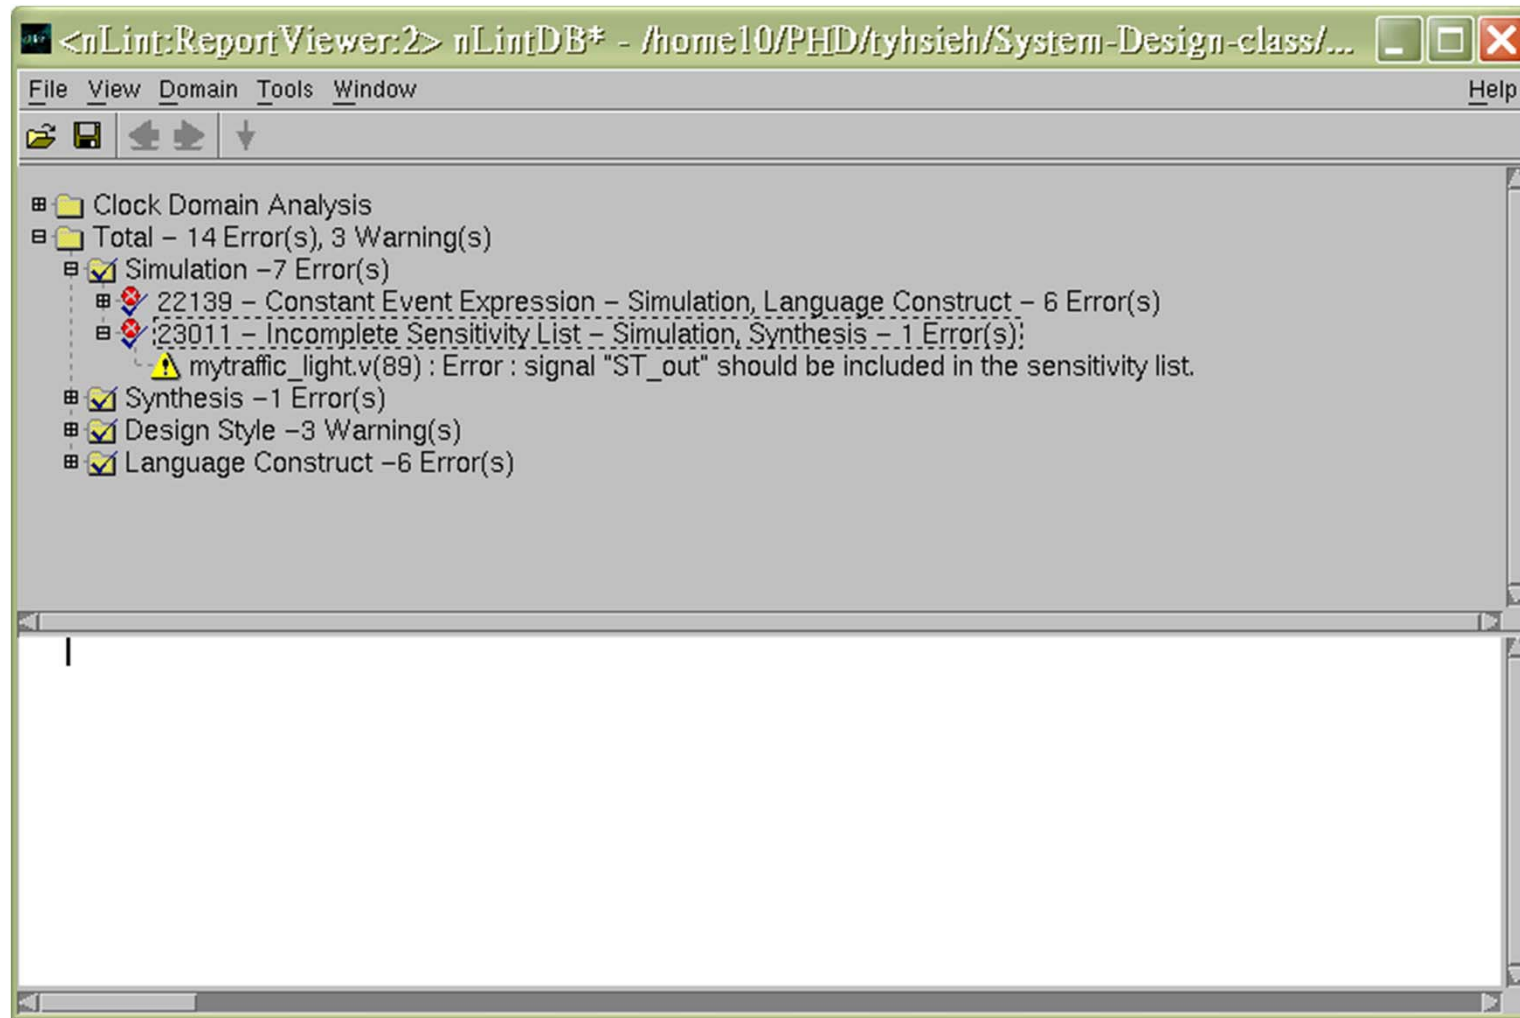 <nLint:ReportViewer:2> nLintDB* - /home10/PHD/tyhsieh/System-Design-class/...
File View Domain Tools Window Help
Clock Domain Analysis
Total – 14 Error(s), 3 Warning(s)
Simulation –7 Error(s)
22139 – Constant Event Expression – Simulation, Language Construct – 6 Error(s)
23011 – Incomplete Sensitivity List – Simulation, Synthesis – 1 Error(s)
mytraffic_light.v(89) : Error : signal "ST_out" should be included in the sensitivity list.
Synthesis –1 Error(s)
Design Style –3 Warning(s)
Language Construct –6 Error(s)